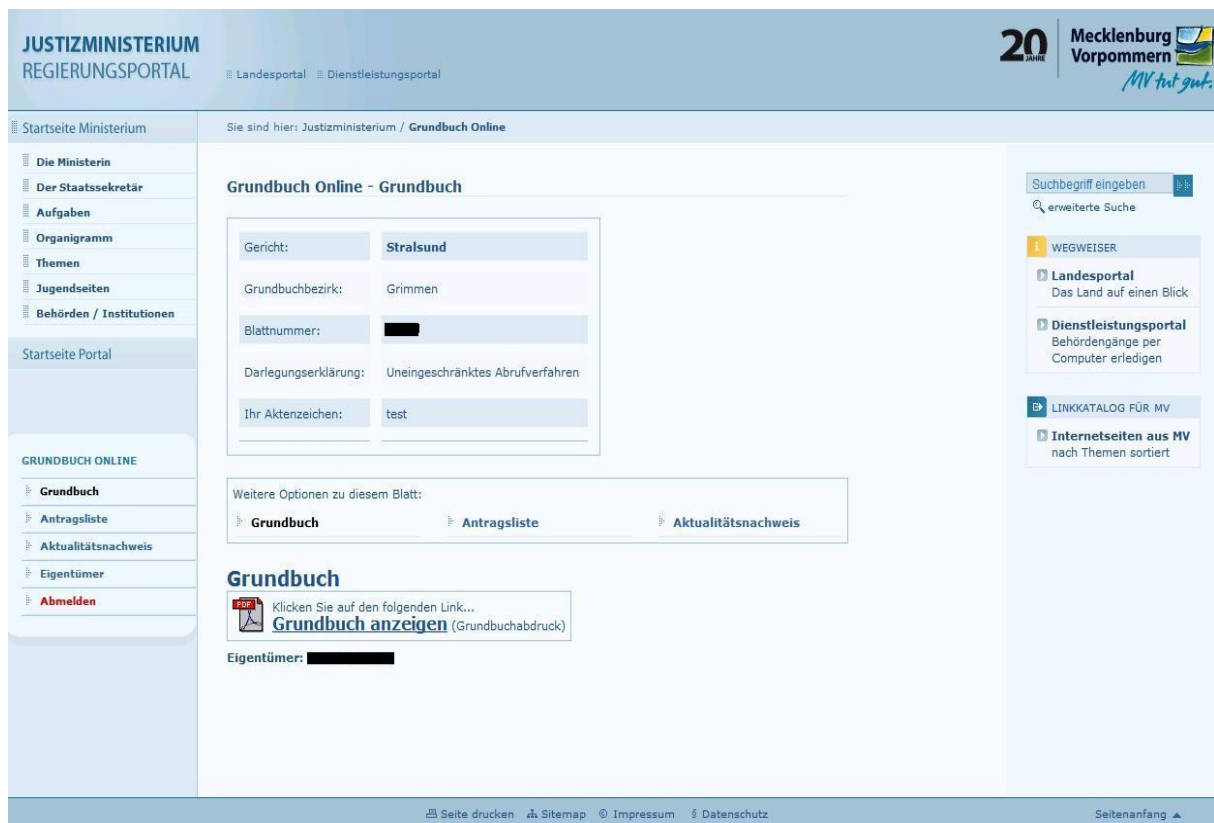 JUSTIZMINISTERIUM
REGIERUNGSPORTAL
Landesportal Dienstleistungsportal
20 JAHRE
Mecklenburg
Vorpommern
MV tut gut.
Startseite Ministerium
Die Ministerin
Der Staatssekretär
Aufgaben
Organigramm
Themen
Jugendseiten
Behörden / Institutionen
Startseite Portal
GRUNDBUCH ONLINE
Grundbuch
Antragsliste
Aktualitätsnachweis
Eigentümer
Abmelden
Sie sind hier: Justizministerium / Grundbuch Online
Grundbuch Online - Grundbuch
Gericht: Stralsund
Grundbuchbezirk: Grimmen
Blattnummer:
Darlegungserklärung: Uneingeschränktes Abrufverfahren
Ihr Aktenzeichen: test
Weitere Optionen zu diesem Blatt:
Grundbuch Antragsliste Aktualitätsnachweis
Grundbuch
PDF
Klicken Sie auf den folgenden Link...
Grundbuch anzeigen (Grundbuchabdruck)
Eigentümer:
Suchbegriff eingeben
erweiterte Suche
i WEGWEISER
Landesportal
Das Land auf einen Blick
Dienstleistungsportal
Behördengänge per
Computer erledigen
LINKKATALOG FÜR MV
Internetseiten aus MV
nach Themen sortiert
Seite drucken Sitemap © Impressum § Datenschutz
Seitenanfang